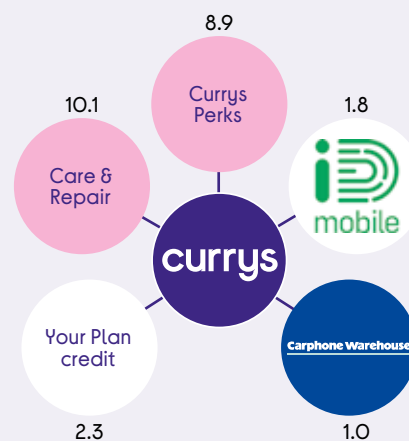 8.9
Currys
Perks
10.1
Care &
Repair
1.8
iD
mobile
currys
Your Plan
credit
2.3
Carphone Warehouse
1.0